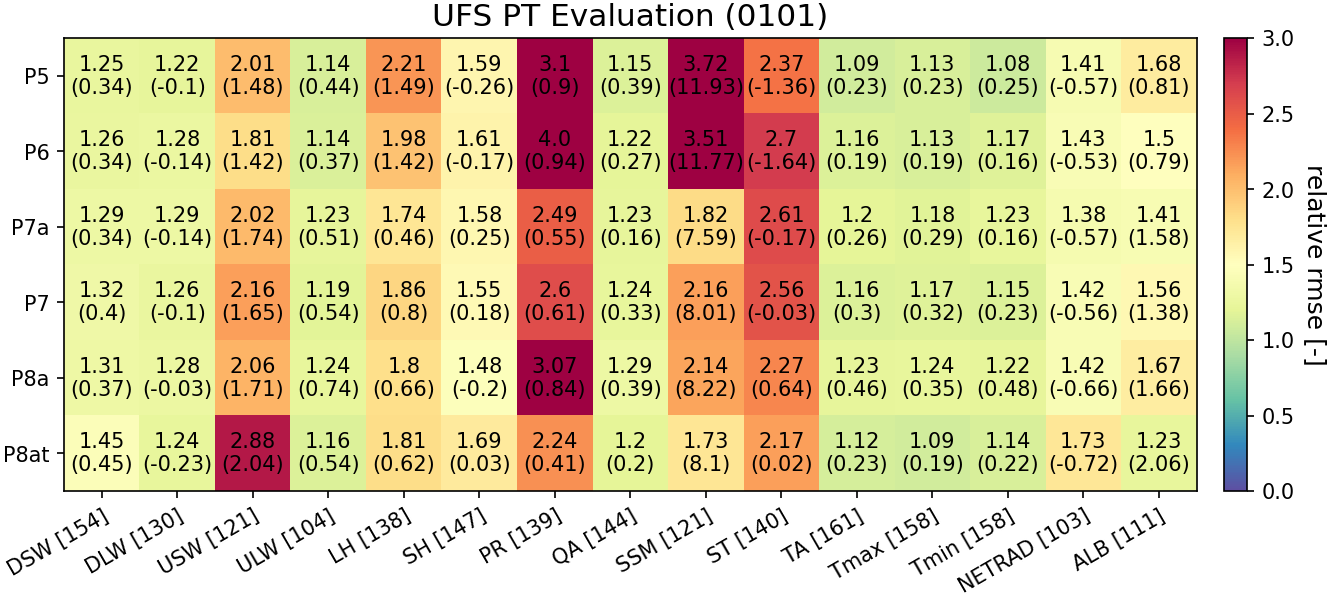 UFS PT Evaluation (0101)
P5 1.25 1.22 2.01 1.14 2.21 1.59 3.1 1.15 3.72 2.37 1.09 1.13 1.08 1.41 1.68
(0.34) (-0.1) (1.48) (0.44) (1.49) (-0.26) (0.9) (0.39) (11.93) (-1.36) (0.23) (0.23) (0.25) (-0.57) (0.81)
P6 1.26 1.28 1.81 1.14 1.98 1.61 4.0 1.22 3.51 2.7 1.16 1.13 1.17 1.43 1.5
(0.34) (-0.14) (1.42) (0.37) (1.42) (-0.17) (0.94) (0.27) (11.77) (-1.64) (0.19) (0.19) (0.16) (-0.53) (0.79)
P7a 1.29 1.29 2.02 1.23 1.74 1.58 2.49 1.23 1.82 2.61 1.2 1.18 1.23 1.38 1.41
(0.34) (-0.14) (1.74) (0.51) (0.46) (0.25) (0.55) (0.16) (7.59) (-0.17) (0.26) (0.29) (0.16) (-0.57) (1.58)
P7 1.32 1.26 2.16 1.19 1.86 1.55 2.6 1.24 2.16 2.56 1.16 1.17 1.15 1.42 1.56
(0.4) (-0.1) (1.65) (0.54) (0.8) (0.18) (0.61) (0.33) (8.01) (-0.03) (0.3) (0.32) (0.23) (-0.56) (1.38)
P8a 1.31 1.28 2.06 1.24 1.8 1.48 3.07 1.29 2.14 2.27 1.23 1.24 1.22 1.42 1.67
(0.37) (-0.03) (1.71) (0.74) (0.66) (-0.2) (0.84) (0.39) (8.22) (0.64) (0.46) (0.35) (0.48) (-0.66) (1.66)
P8at 1.45 1.24 2.88 1.16 1.81 1.69 2.24 1.2 1.73 2.17 1.12 1.09 1.14 1.73 1.23
(0.45) (-0.23) (2.04) (0.54) (0.62) (0.03) (0.41) (0.2) (8.1) (0.02) (0.23) (0.19) (0.22) (-0.72) (2.06)
DSW [154] DLW [130] USW [121] ULW [104] LH [138] SH [147] PR [139] QA [144] SSM [121] ST [140] TA [161] Tmax [158] Tmin [158] NETRAD [103] ALB [111]
3.0
2.5
2.0
1.5
1.0
0.5
0.0
relative rmse [-]